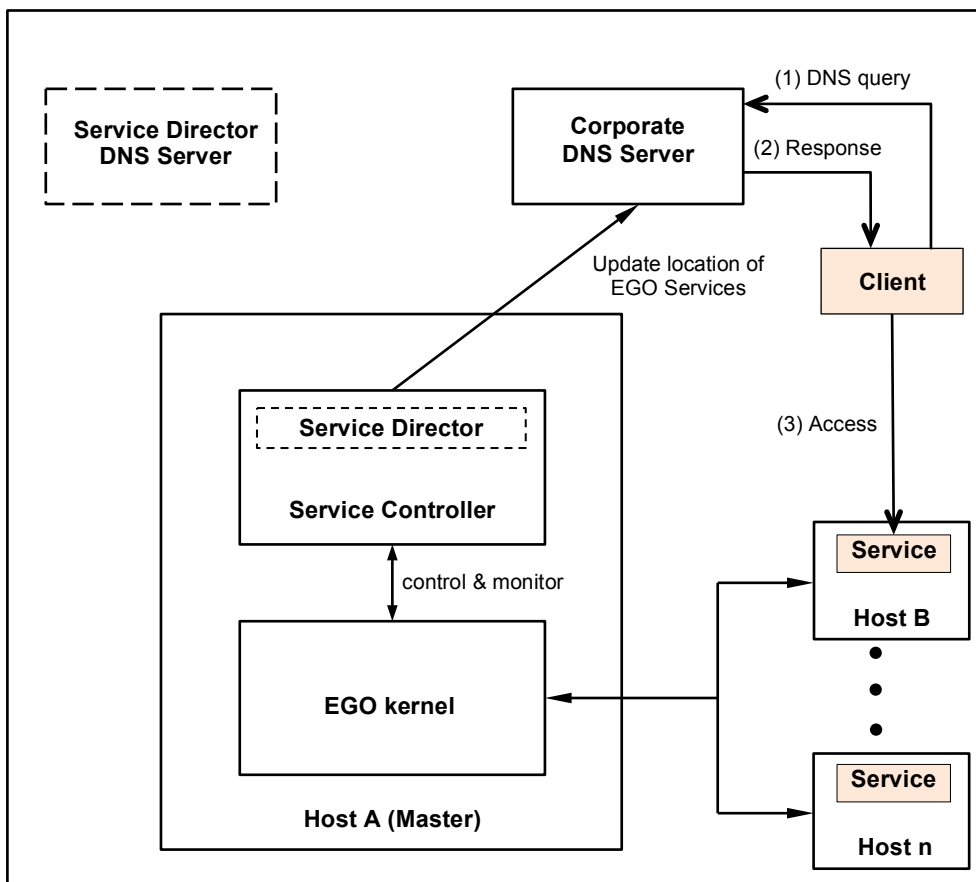 Service Director
DNS Server
Corporate
DNS Server
(1) DNS query
(2) Response
Update location of
EGO Services
Client
Service Director
Service Controller
(3) Access
control & monitor
Service
Host B
EGO kernel
Host A (Master)
Service
Host n